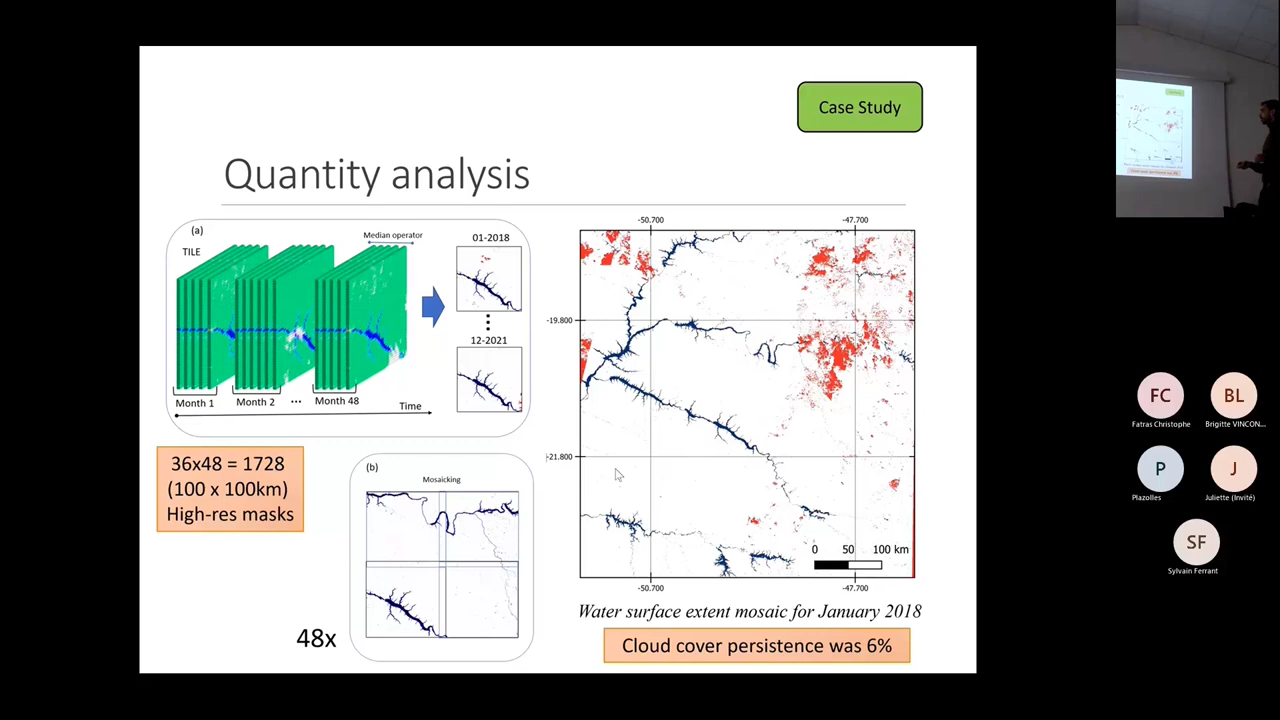 Case Study
Quantity analysis
(a)
TILE
Median operator
01-2018
12-2021
Month 1
Month 2
...
Month 48
Time
36x48 = 1728
(100 x 100km)
High-res masks
(b)
Mosaicking
48x
-50.700
-47.700
-19.800
-21.800
0 50 100 km
-50.700
-47.700
Water surface extent mosaic for January 2018
Cloud cover persistence was 6%
FC
Fatras Christophe
BL
Brigitte VINCON...
P
Plazolles
J
Juliette (Invité)
SF
Sylvain Ferrant